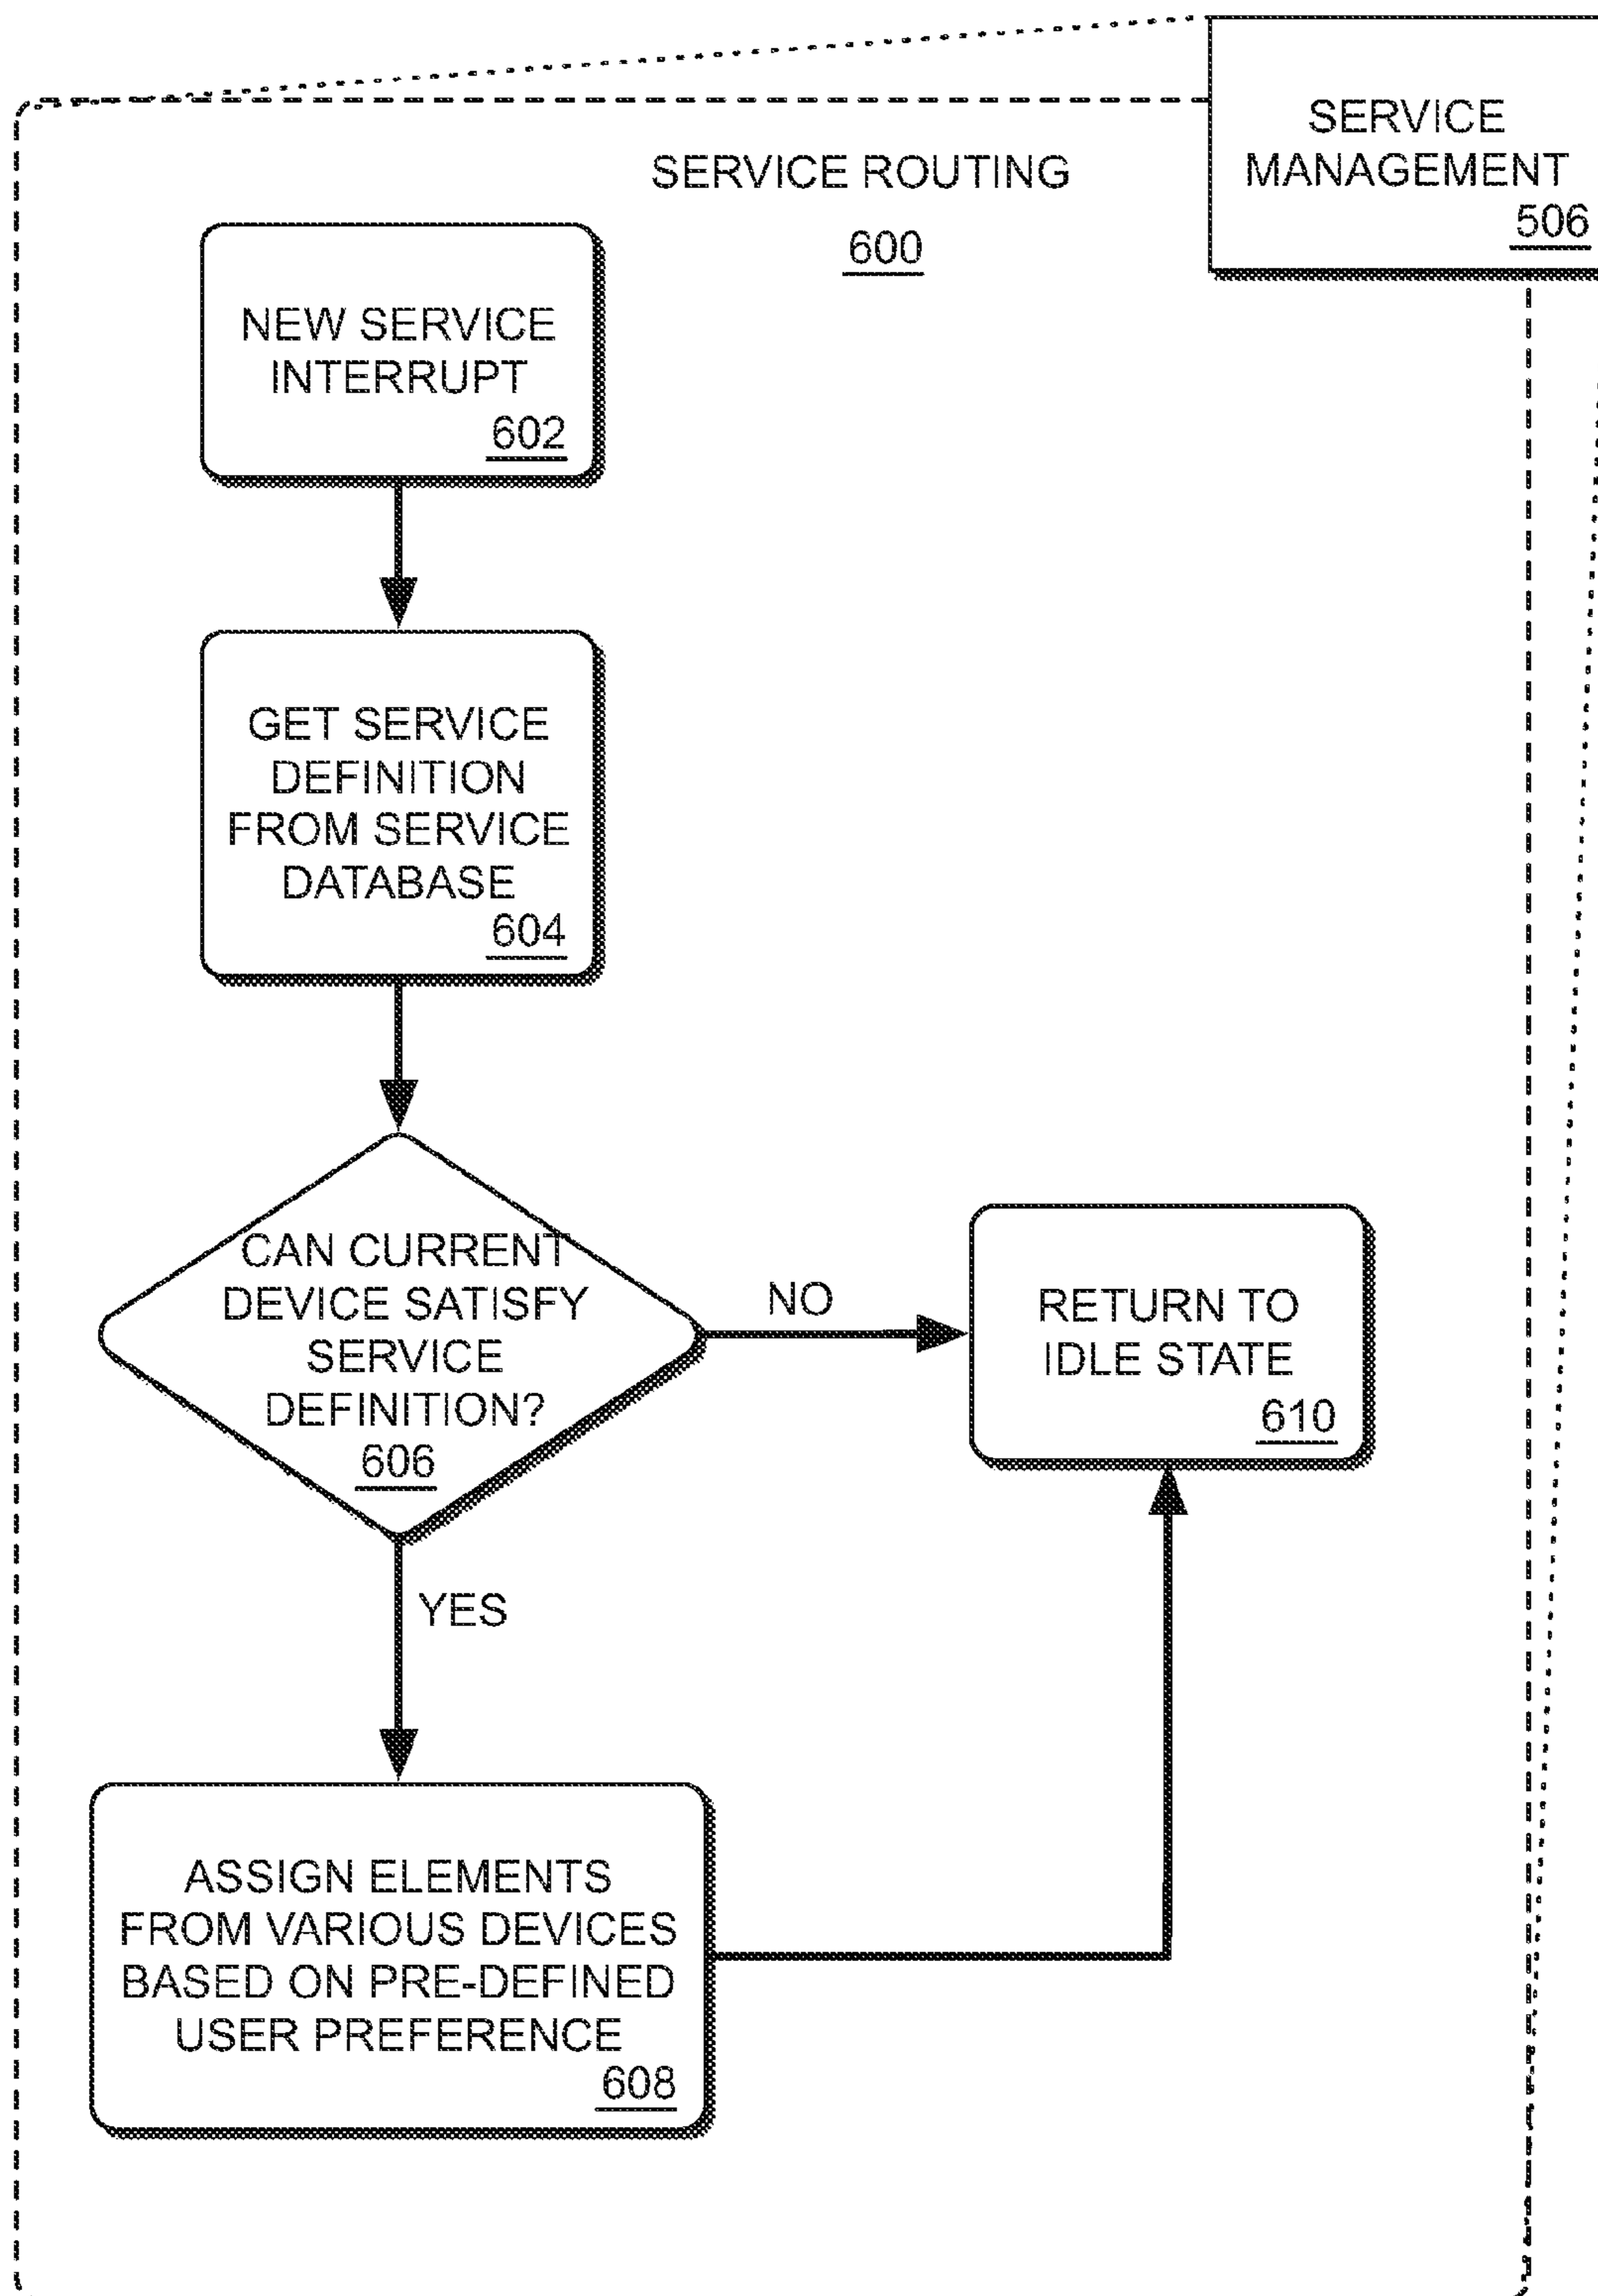 SERVICE
MANAGEMENT
506
SERVICE ROUTING
600
NEW SERVICE
INTERRUPT
602
GET SERVICE
DEFINITION
FROM SERVICE
DATABASE
604
CAN CURRENT
DEVICE SATISFY
SERVICE
DEFINITION?
606
NO
RETURN TO
IDLE STATE
610
YES
ASSIGN ELEMENTS
FROM VARIOUS DEVICES
BASED ON PRE-DEFINED
USER PREFERENCE
608